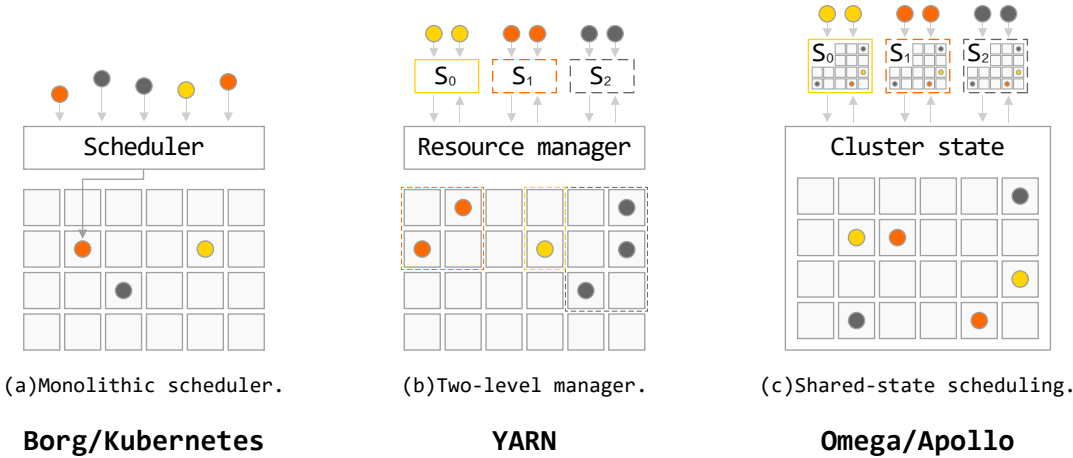 Scheduler
(a)Monolithic scheduler.
Borg/Kubernetes
S₀
S₁
S₂
Resource manager
(b)Two-level manager.
YARN
S₀
S₁
S₂
Cluster state
(c)Shared-state scheduling.
Omega/Apollo